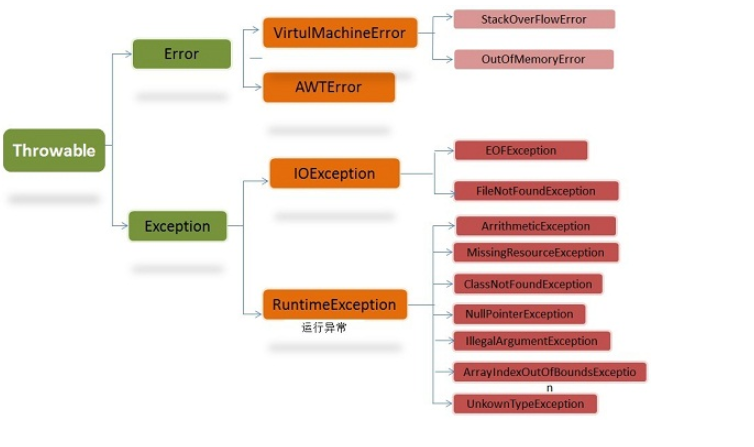 Throwable
Error
VirtulMachineError
StackOverFlowError
OutOfMemoryError
AWTError
Exception
IOException
EOFException
FileNotFoundException
RuntimeException
运行异常
ArrithmeticException
MissingResourceException
ClassNotFoundException
NullPointerException
IllegalArgumentException
ArrayIndexOutOfBoundsExceptio
n
UnkownTypeException